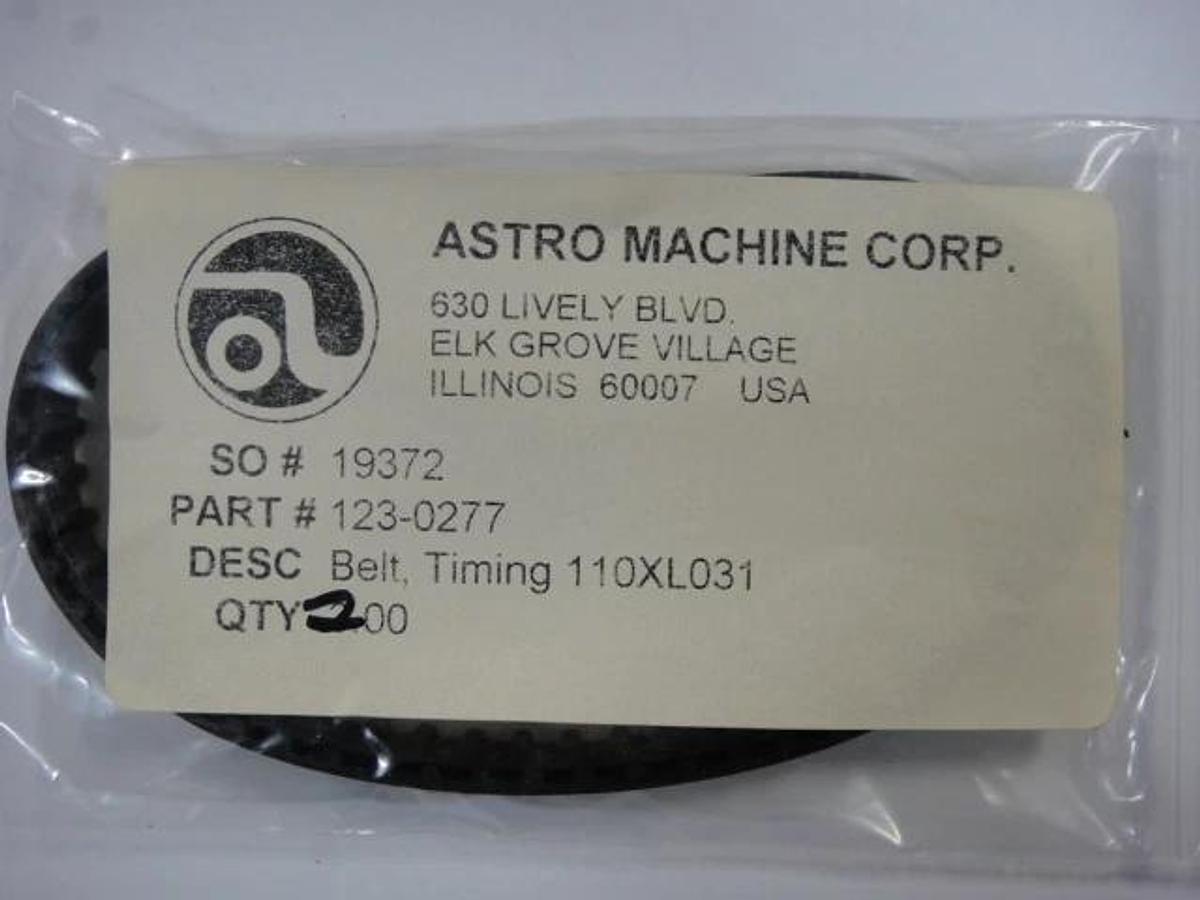 ASTRO MACHINE CORP.
630 LIVELY BLVD.
ELK GROVE VILLAGE
ILLINOIS 60007 USA
SO # 19372
PART # 123-0277
DESC Belt, Timing 110XL031
QTY 2.00